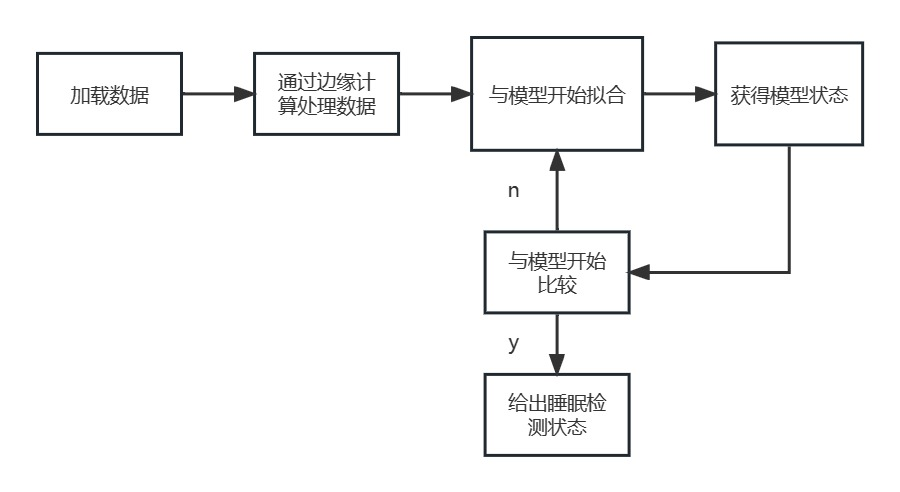 加载数据
通过边缘计
算处理数据
与模型开始拟合
获得模型状态
n
与模型开始
比较
y
给出睡眠检
测状态